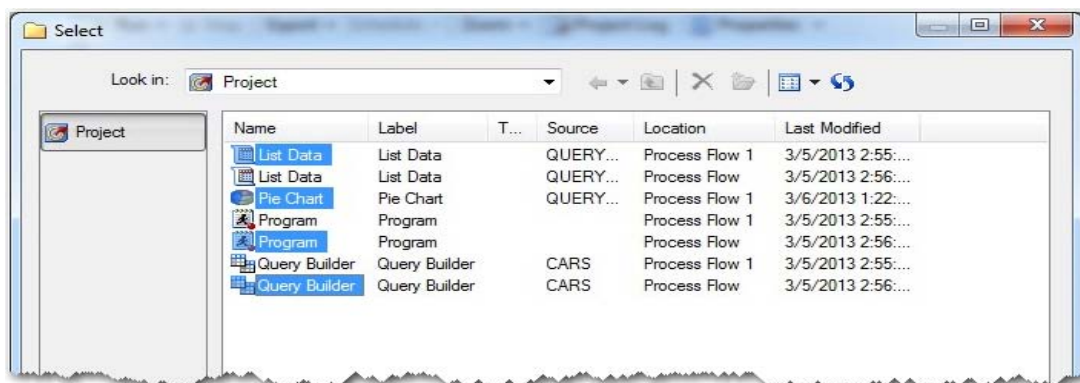 Select
Look in: Project
Project
Name Label T... Source Location Last Modified
List Data List Data QUERY... Process Flow 1 3/5/2013 2:55:...
List Data List Data QUERY... Process Flow 3/5/2013 2:56:...
Pie Chart Pie Chart QUERY... Process Flow 1 3/6/2013 1:22:...
Program Program Process Flow 1 3/5/2013 2:55:...
Program Program Process Flow 3/5/2013 2:56:...
Query Builder Query Builder CARS Process Flow 1 3/5/2013 2:55:...
Query Builder Query Builder CARS Process Flow 3/5/2013 2:56:...